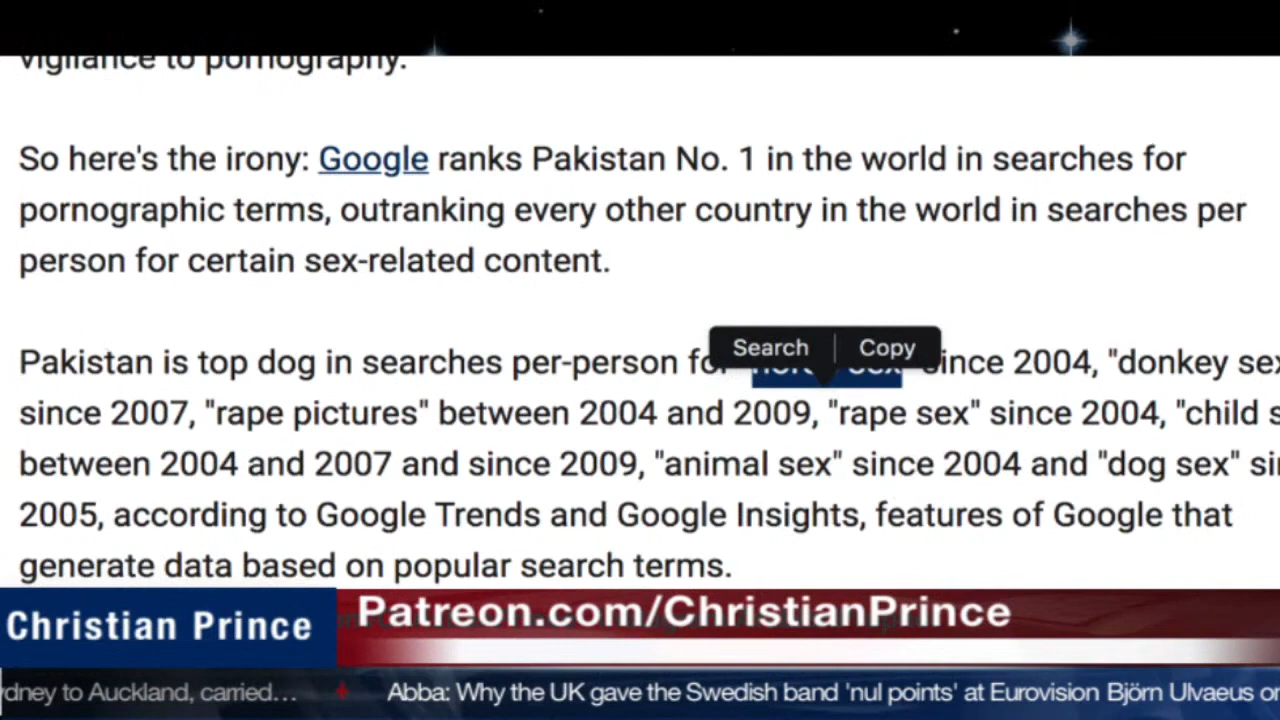 vigilance to pornography.
So here's the irony: Google ranks Pakistan No. 1 in the world in searches for
pornographic terms, outranking every other country in the world in searches per
person for certain sex-related content.
Search Copy
Pakistan is top dog in searches per-person for sex" since 2004, "donkey sex
since 2007, "rape pictures" between 2004 and 2009, "rape sex" since 2004, "child s
between 2004 and 2007 and since 2009, "animal sex" since 2004 and "dog sex" si
2005, according to Google Trends and Google Insights, features of Google that
generate data based on popular search terms.
Christian Prince
Patreon.com/ChristianPrince
dney to Auckland, carried... Abba: Why the UK gave the Swedish band 'nul points' at Eurovision Björn Ulvaeus o